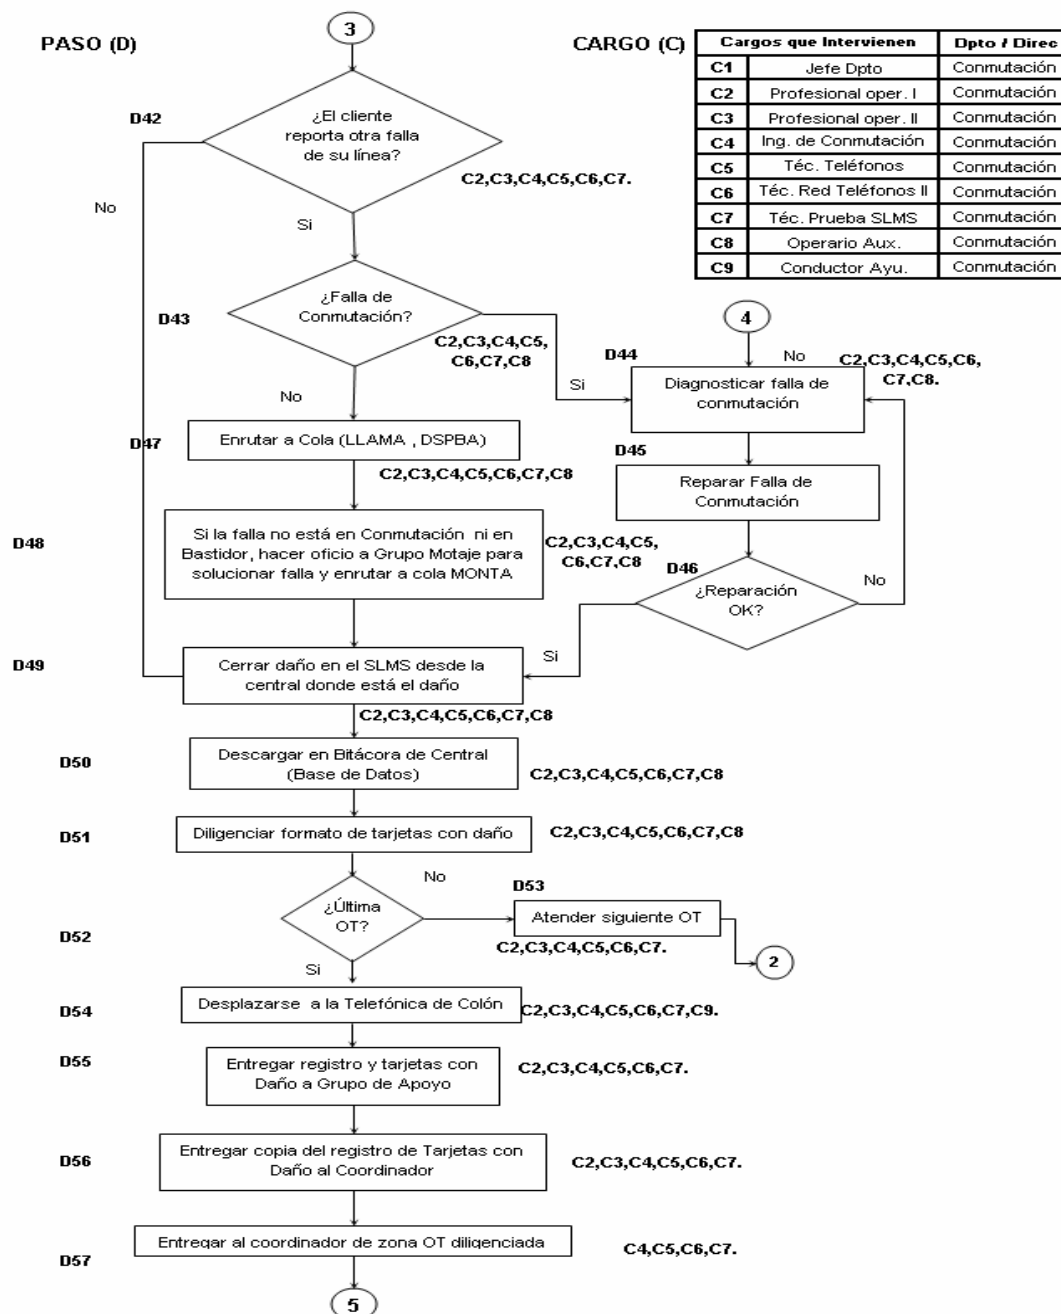 3
PASO (D)
CARGO (C)
Cargos que Intervienen Dpto / Direc
C1 Jefe Dpto Conmutación
C2 Profesional oper. I Conmutación
C3 Profesional oper. II Conmutación
C4 Ing. de Conmutación Conmutación
C5 Téc. Teléfonos Conmutación
C6 Téc. Red Teléfonos II Conmutación
C7 Téc. Prueba SLMS Conmutación
C8 Operario Aux. Conmutación
C9 Conductor Ayu. Conmutación
D42
¿El cliente
reporta otra falla
de su línea?
C2,C3,C4,C5,C6,C7.
No
Si
D43
¿Falla de
Conmutación?
C2,C3,C4,C5,
C6,C7,C8
Si
No
4
D44
No
C2,C3,C4,C5,C6,
C7,C8.
Diagnosticar falla de
conmutación
D47
Enrutar a Cola (LLAMA , DSPBA)
C2,C3,C4,C5,C6,C7,C8
D45
Reparar Falla de
Conmutación
D48
Si la falla no está en Conmutación ni en
Bastidor, hacer oficio a Grupo Motaje para
solucionar falla y enrutar a cola MONTA
C2,C3,C4,C5,
C6,C7,C8
D46
¿Reparación
OK?
No
Si
D49
Cerrar daño en el SLMS desde la
central donde está el daño
C2,C3,C4,C5,C6,C7,C8
D50
Descargar en Bitácora de Central
(Base de Datos)
C2,C3,C4,C5,C6,C7,C8
D51
Diligenciar formato de tarjetas con daño
C2,C3,C4,C5,C6,C7,C8
D52
¿Última
OT?
No
D53
Atender siguiente OT
C2,C3,C4,C5,C6,C7.
2
Si
D54
Desplazarse a la Telefónica de Colón
C2,C3,C4,C5,C6,C7,C9.
D55
Entregar registro y tarjetas con
Daño a Grupo de Apoyo
C2,C3,C4,C5,C6,C7.
D56
Entregar copia del registro de Tarjetas con
Daño al Coordinador
C2,C3,C4,C5,C6,C7.
D57
Entregar al coordinador de zona OT diligenciada
C4,C5,C6,C7.
5